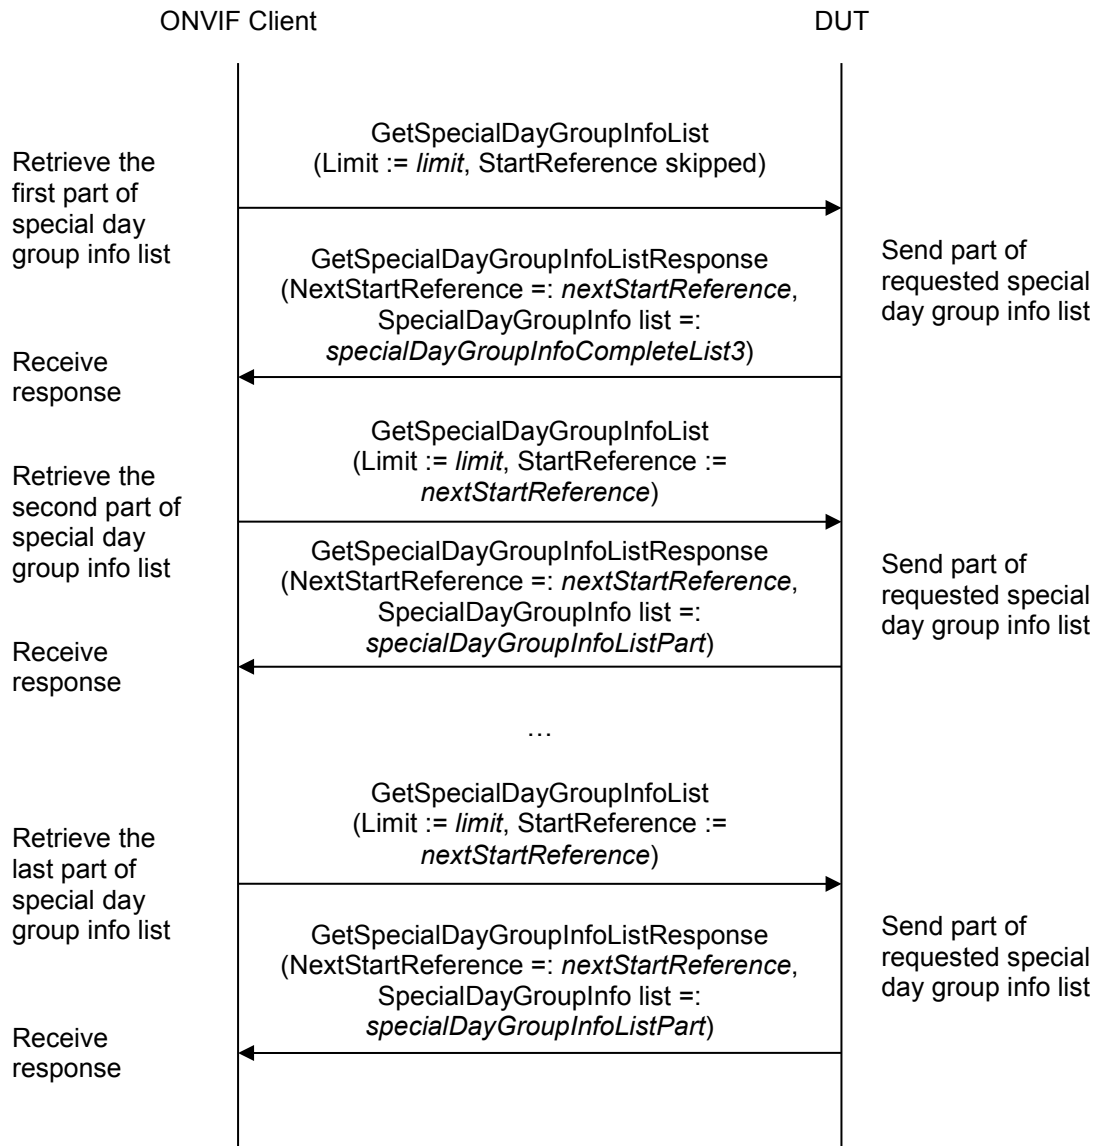 ONVIF Client
DUT
GetSpecialDayGroupInfoList
(Limit := limit, StartReference skipped)
Retrieve the
first part of
special day
group info list
GetSpecialDayGroupInfoListResponse
(NextStartReference =: nextStartReference,
SpecialDayGroupInfo list =:
specialDayGroupInfoCompleteList3)
Send part of
requested special
day group info list
Receive
response
GetSpecialDayGroupInfoList
(Limit := limit, StartReference :=
nextStartReference)
Retrieve the
second part of
special day
group info list
GetSpecialDayGroupInfoListResponse
(NextStartReference =: nextStartReference,
SpecialDayGroupInfo list =:
specialDayGroupInfoListPart)
Send part of
requested special
day group info list
Receive
response
…
GetSpecialDayGroupInfoList
(Limit := limit, StartReference :=
nextStartReference)
Retrieve the
last part of
special day
group info list
GetSpecialDayGroupInfoListResponse
(NextStartReference =: nextStartReference,
SpecialDayGroupInfo list =:
specialDayGroupInfoListPart)
Send part of
requested special
day group info list
Receive
response